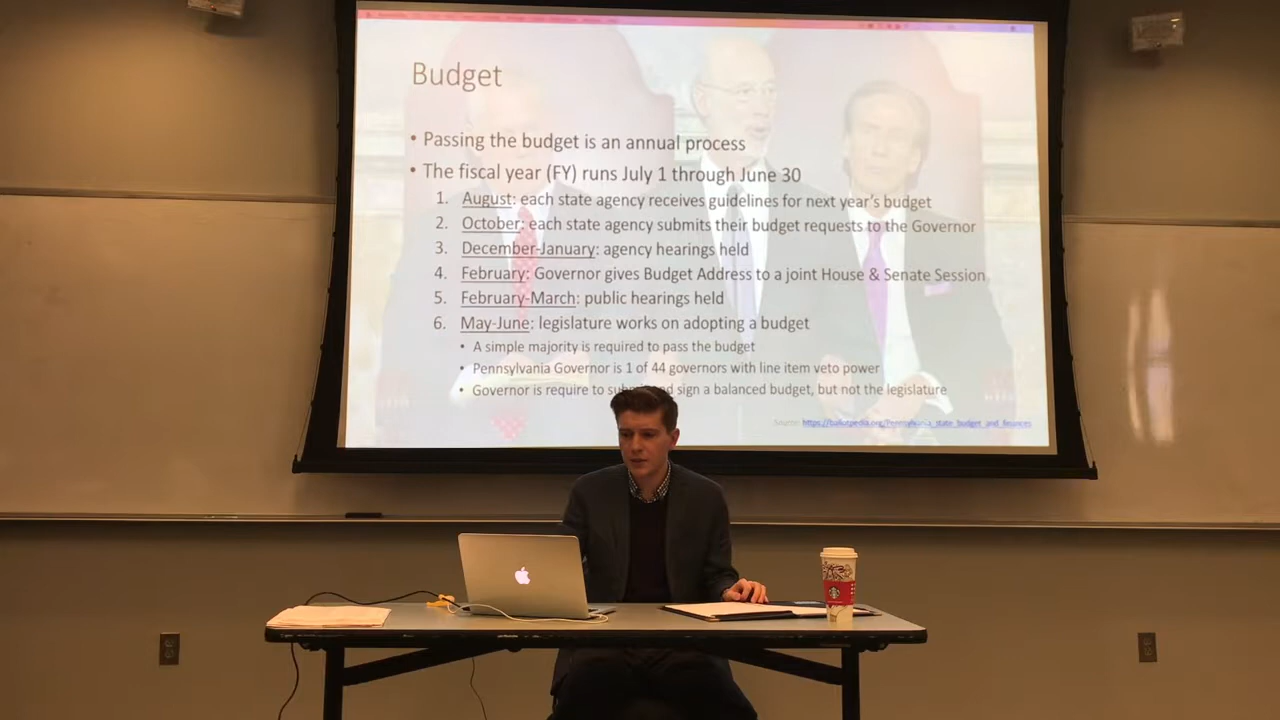 Budget
• Passing the budget is an annual process
• The fiscal year (FY) runs July 1 through June 30
1. August: each state agency receives guidelines for next year's budget
2. October: each state agency submits their budget requests to the Governor
3. December-January: agency hearings held
4. February: Governor gives Budget Address to a joint House & Senate Session
5. February-March: public hearings held
6. May-June: legislature works on adopting a budget
• A simple majority is required to pass the budget
• Pennsylvania Governor is 1 of 44 governors with line item veto power
• Governor is require to sign a balanced budget, but not the legislature
Source: https://ballotpedia.org/Pennsylvania_state_budget_and_finances